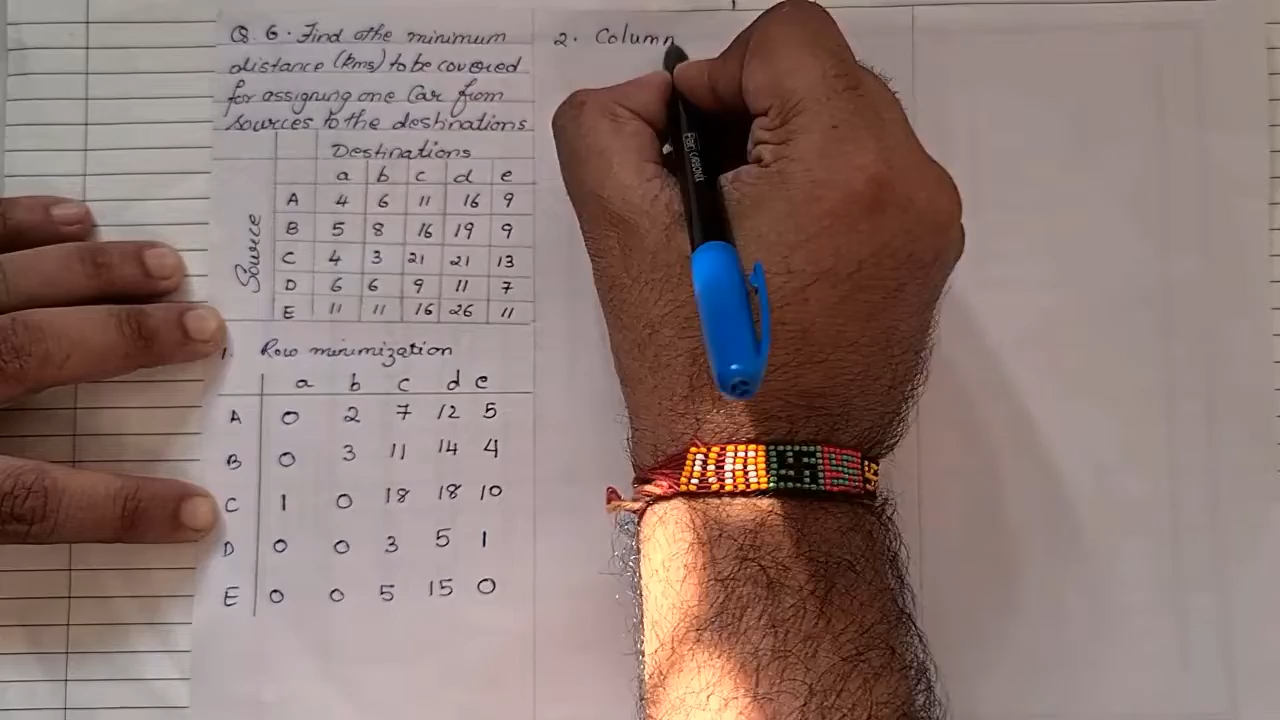 Q. 6. Find the minimum
distance (kms) to be covered
for assigning one Car from
sources to the destinations
Destinations
a b c d e
Source
A 4 6 11 16 9
B 5 8 16 19 9
C 4 3 21 21 13
D 6 6 9 11 7
E 11 11 16 26 11
1. Row minimization
a b c d e
A 0 2 7 12 5
B 0 3 11 14 4
C 1 0 18 18 10
D 0 0 3 5 1
E 0 0 5 15 0
2. Column